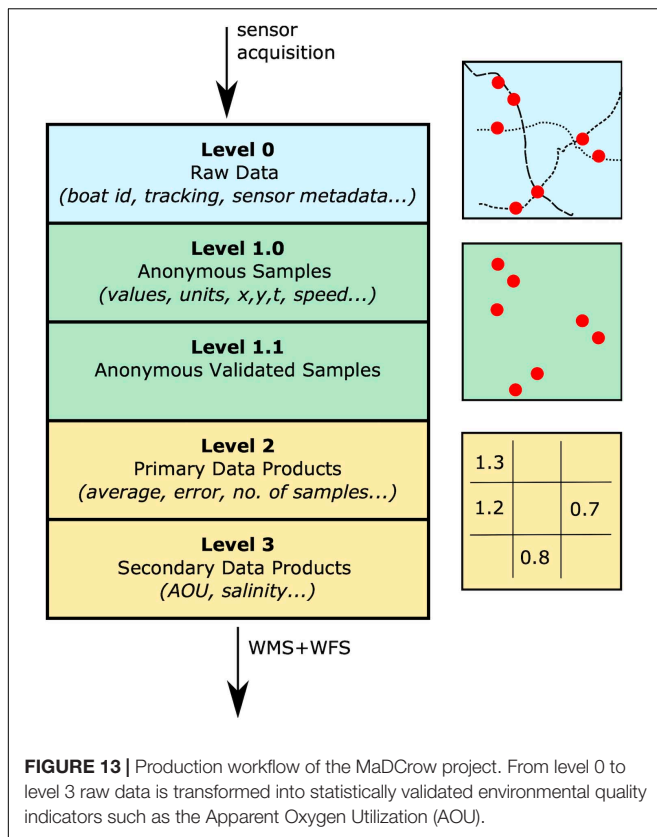 sensor
acquisition
Level 0
Raw Data
(boat id, tracking, sensor metadata...)
Level 1.0
Anonymous Samples
(values, units, x,y,t, speed...)
Level 1.1
Anonymous Validated Samples
Level 2
Primary Data Products
(average, error, no. of samples...)
Level 3
Secondary Data Products
(AOU, salinity...)
1.3
1.2
0.7
0.8
WMS+WFS
FIGURE 13 | Production workflow of the MaDCrow project. From level 0 to
level 3 raw data is transformed into statistically validated environmental quality
indicators such as the Apparent Oxygen Utilization (AOU).